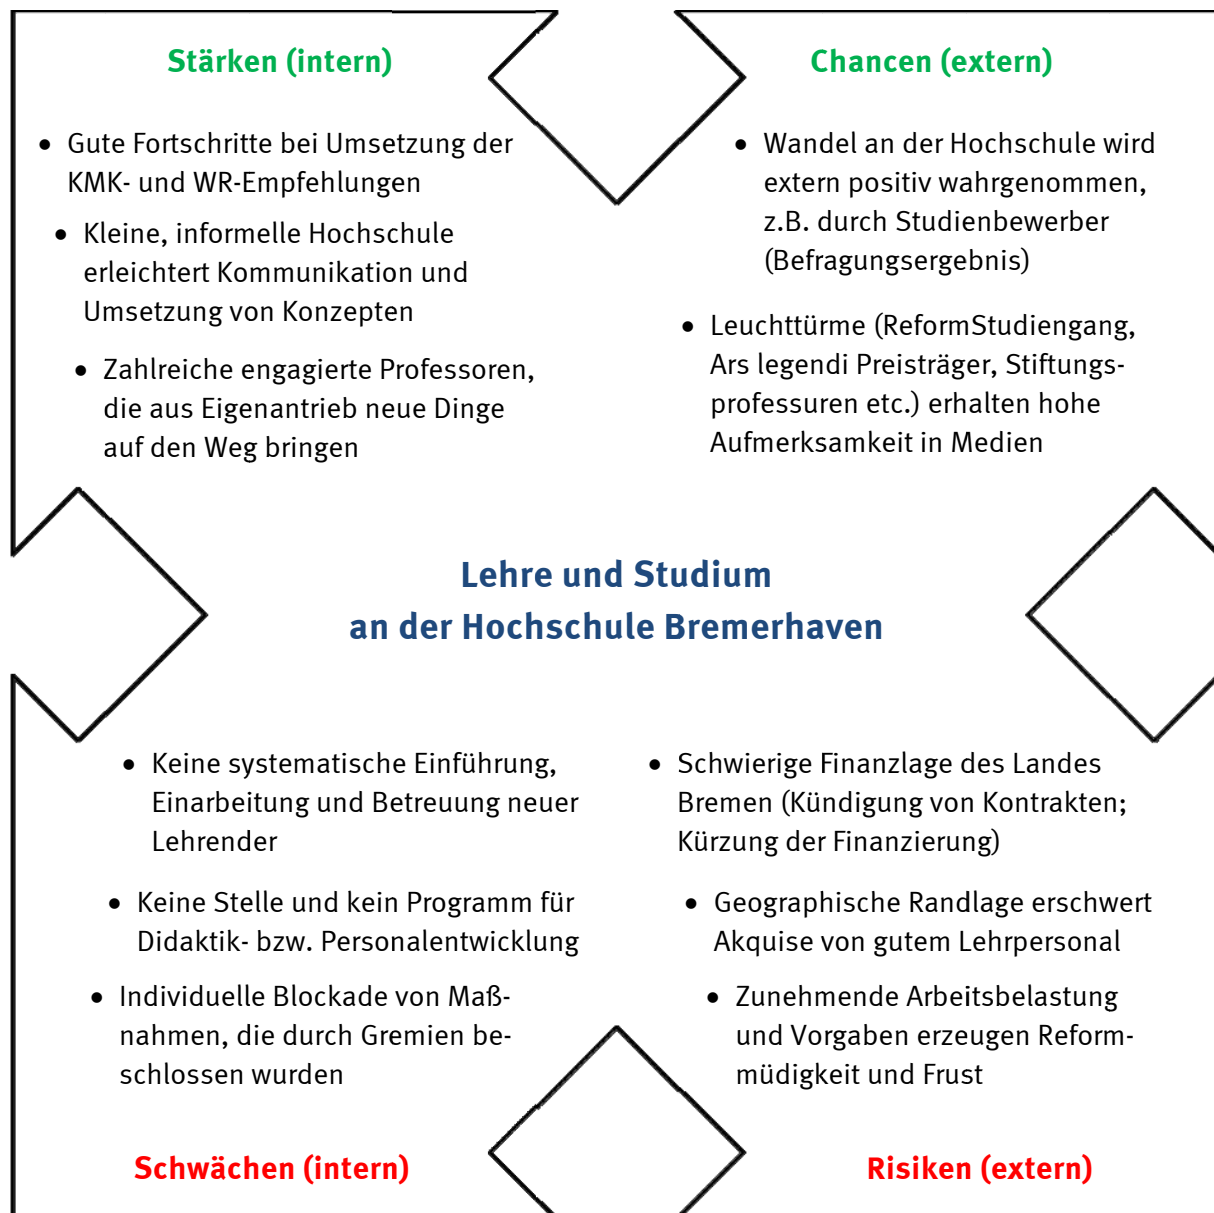 Stärken (intern)
• Gute Fortschritte bei Umsetzung der
KMK- und WR-Empfehlungen
• Kleine, informelle Hochschule
erleichtert Kommunikation und
Umsetzung von Konzepten
• Zahlreiche engagierte Professoren,
die aus Eigenantrieb neue Dinge
auf den Weg bringen
Chancen (extern)
• Wandel an der Hochschule wird
extern positiv wahrgenommen,
z.B. durch Studienbewerber
(Befragungsergebnis)
• Leuchttürme (ReformStudiengang,
Ars legendi Preisträger, Stiftungs-
professuren etc.) erhalten hohe
Aufmerksamkeit in Medien
Lehre und Studium
an der Hochschule Bremerhaven
• Keine systematische Einführung,
Einarbeitung und Betreuung neuer
Lehrender
• Keine Stelle und kein Programm für
Didaktik- bzw. Personalentwicklung
• Individuelle Blockade von Maß-
nahmen, die durch Gremien be-
schlossen wurden
Schwächen (intern)
• Schwierige Finanzlage des Landes
Bremen (Kündigung von Kontrakten;
Kürzung der Finanzierung)
• Geographische Randlage erschwert
Akquise von gutem Lehrpersonal
• Zunehmende Arbeitsbelastung
und Vorgaben erzeugen Reform-
müdigkeit und Frust
Risiken (extern)